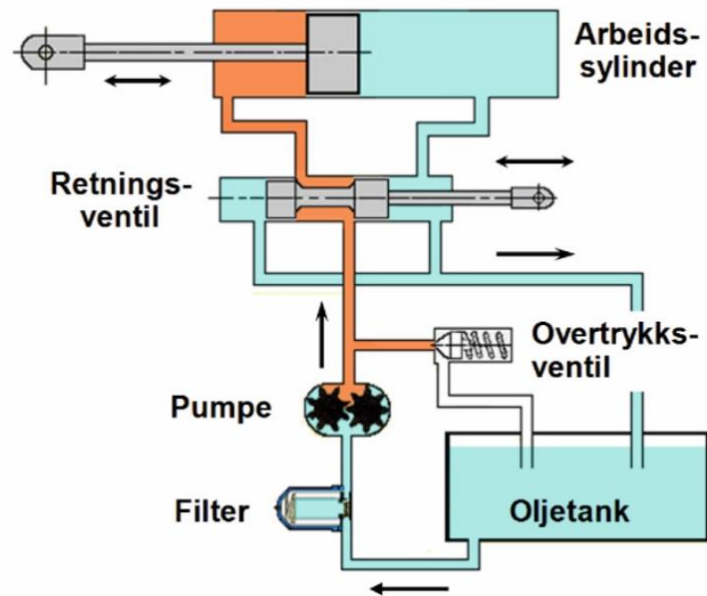 Arbeids-
sylinder
Retnings-
ventil
Overtrykks-
ventil
Pumpe
Filter
Oljetank